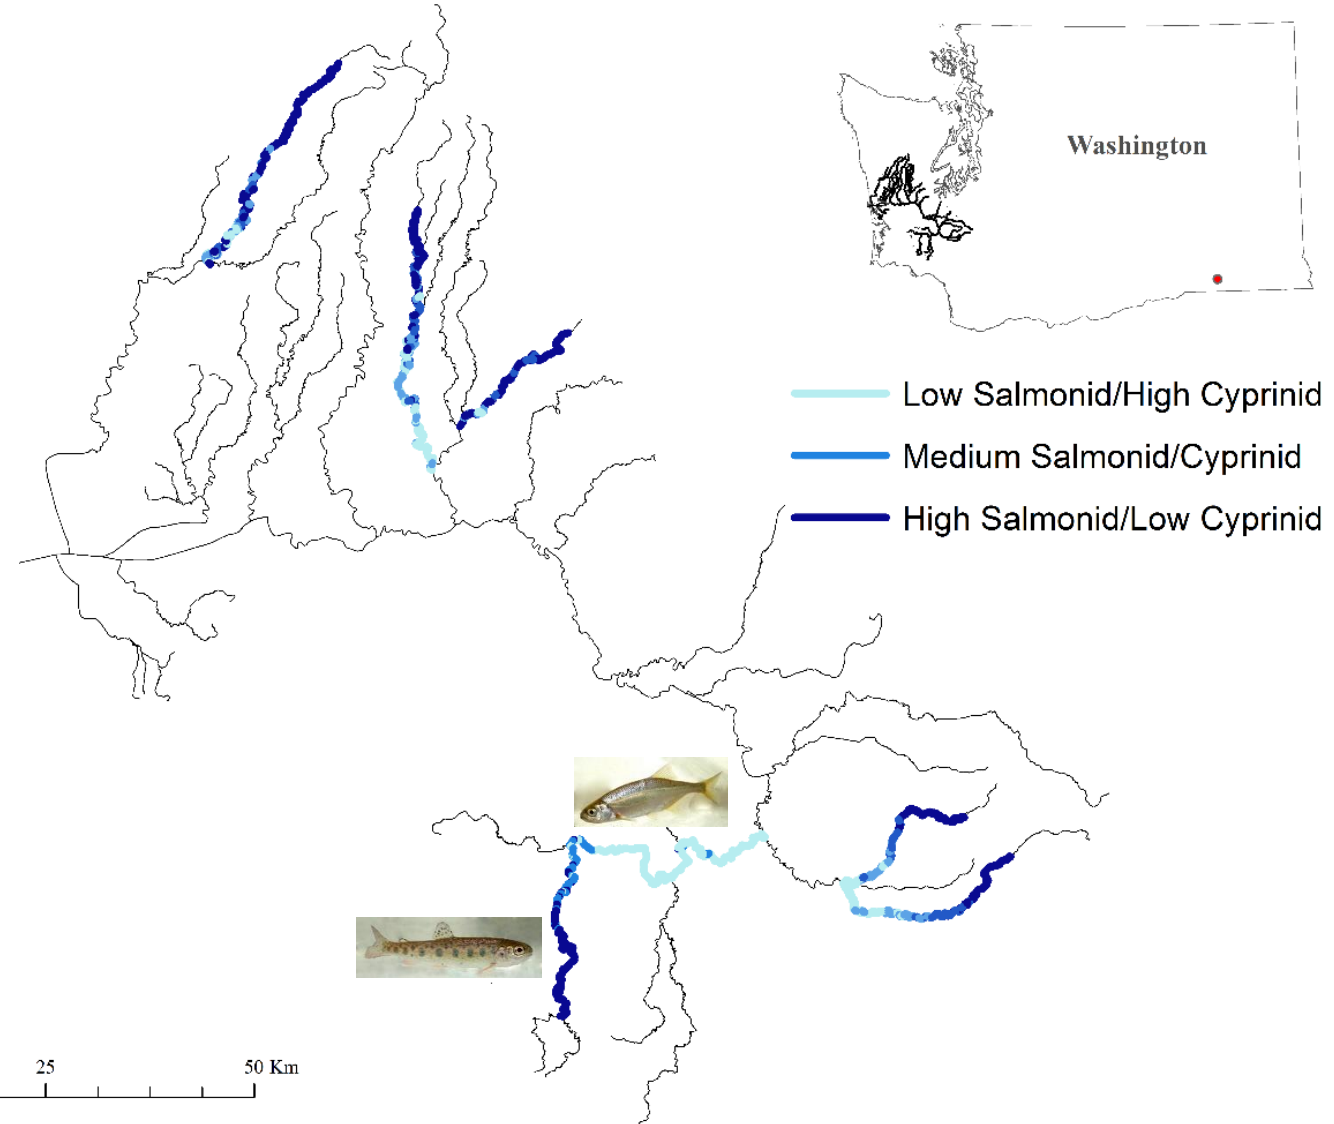 Washington
Low Salmonid/High Cyprinid
Medium Salmonid/Cyprinid
High Salmonid/Low Cyprinid
25 50 Km